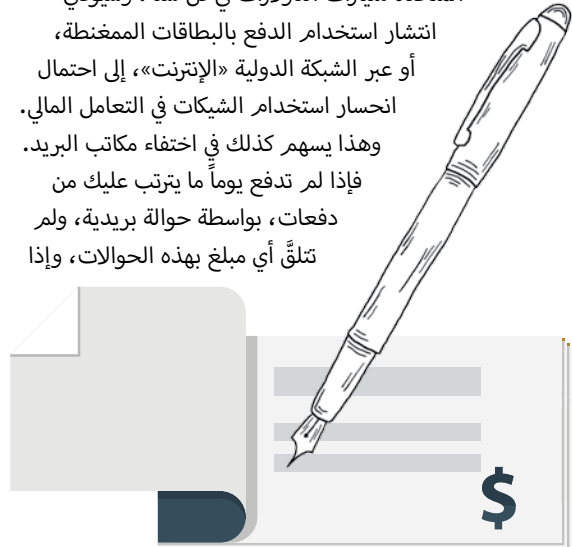 انتشار استخدام الدفع بالبطاقات الممغنطة،
أو عبر الشبكة الدولية «الإنترنت»، إلى احتمال
انحسار استخدام الشيكات في التعامل المالي.
وهذا يسهم كذلك في اختفاء مكاتب البريد.
فإذا لم تدفع يوماً ما يترتب عليك من
دفعات، بواسطة حوالة بريدية، ولم
تتلقَّ أي مبلغ بهذه الحوالات، وإذا
$